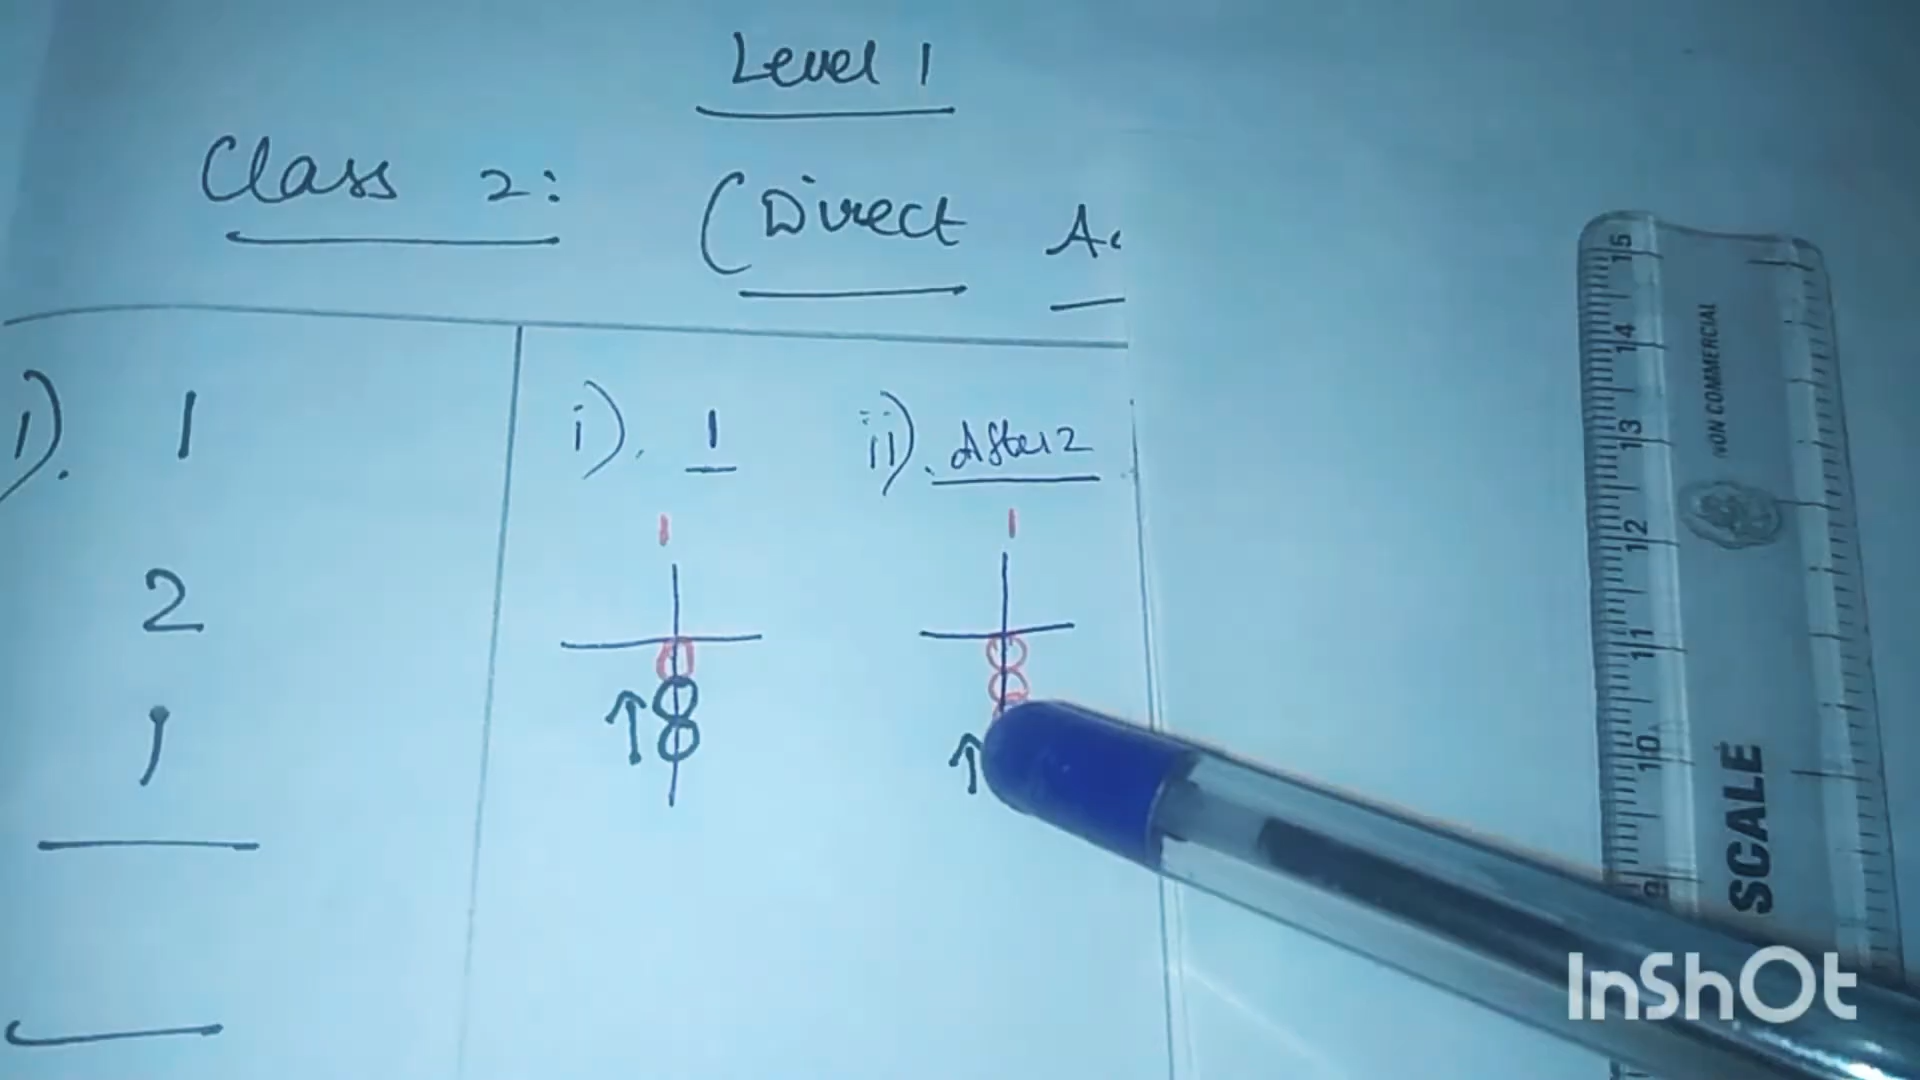 Level 1
Class 2: (Direct
1). 1
2
1
i). 1
1
ii). After 2
1
15
14
13
12
11
10
9
NON COMMERCIAL
SCALE
InShOt